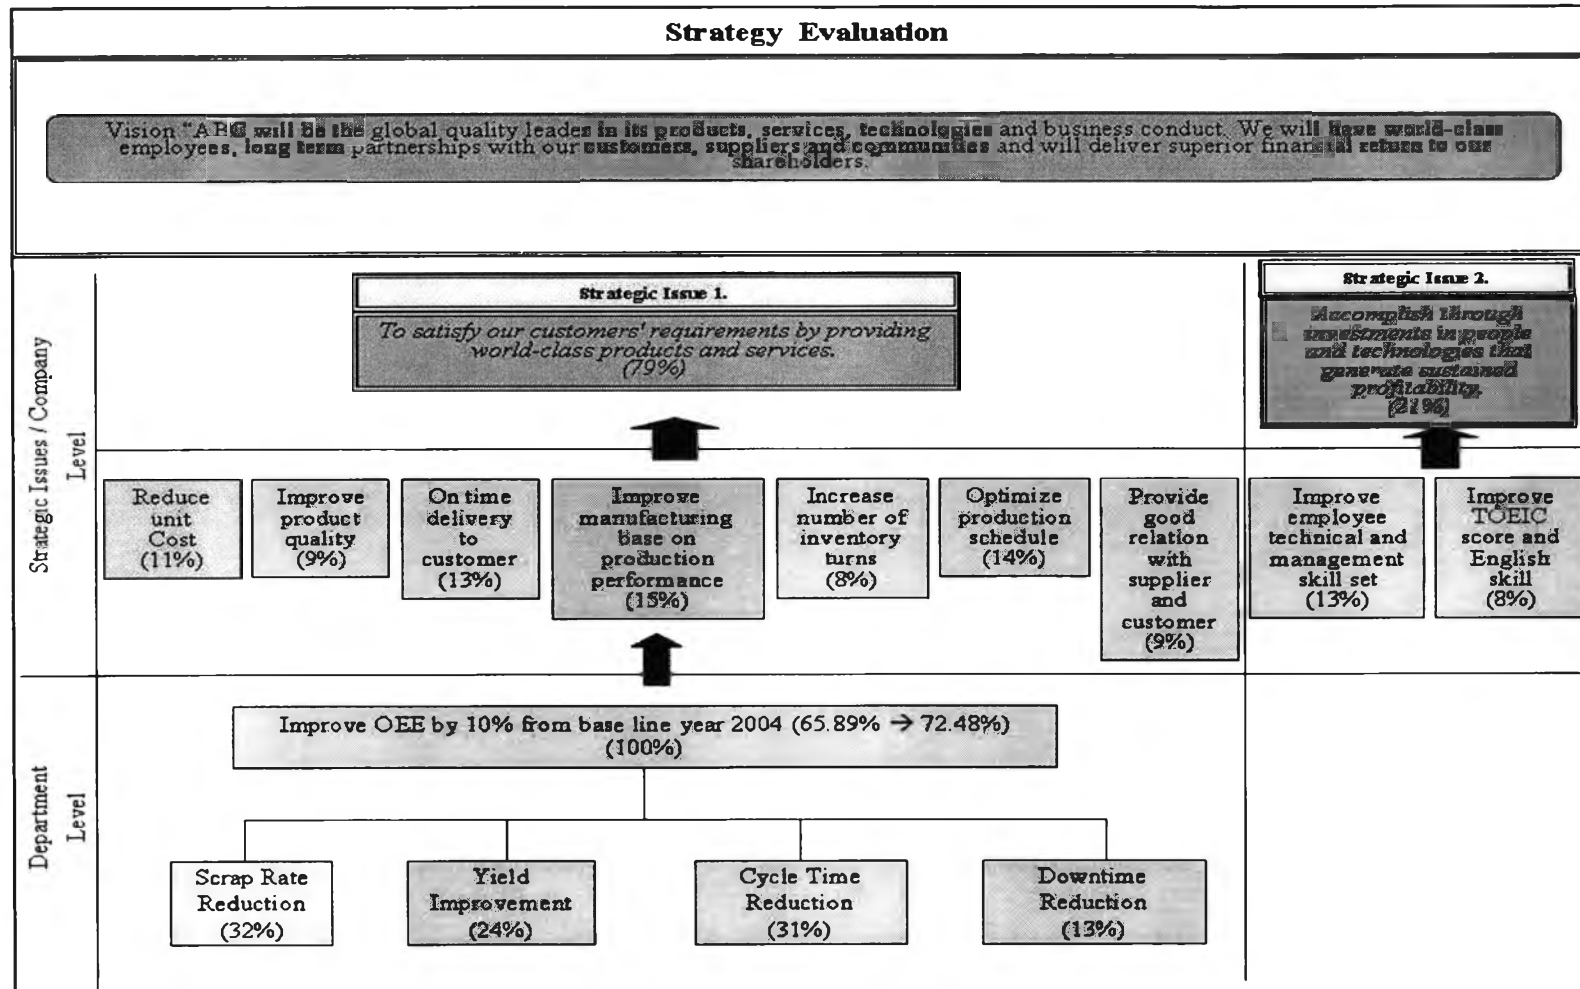 Strategy Evaluation
Vision "ABC will be the global quality leader in its products, services, technologies and business conduct. We will have world-class
employees, long term partnerships with our customers, suppliers and communities and will deliver superior financial return to our
shareholders.
Strategic Issues / Company
Level
Strategic Issue 1.
To satisfy our customers' requirements by providing
world-class products and services.
(79%)
Strategic Issue 2.
Accomplish through
investments in people
and technologies that
generate sustained
profitability.
(21%)
Reduce
unit
Cost
(11%)
Improve
product
quality
(9%)
On time
delivery
to
customer
(13%)
Improve
manufacturing
base on
production
performance
(15%)
Increase
number of
inventory
turns
(8%)
Optimize
production
schedule
(14%)
Provide
good
relation
with
supplier
and
customer
(9%)
Improve
employee
technical and
management
skill set
(13%)
Improve
TOEIC
score and
English
skill
(8%)
Department
Level
Improve OEE by 10% from base line year 2004 (65.89% → 72.48%)
(100%)
Scrap Rate
Reduction
(32%)
Yield
Improvement
(24%)
Cycle Time
Reduction
(31%)
Downtime
Reduction
(13%)